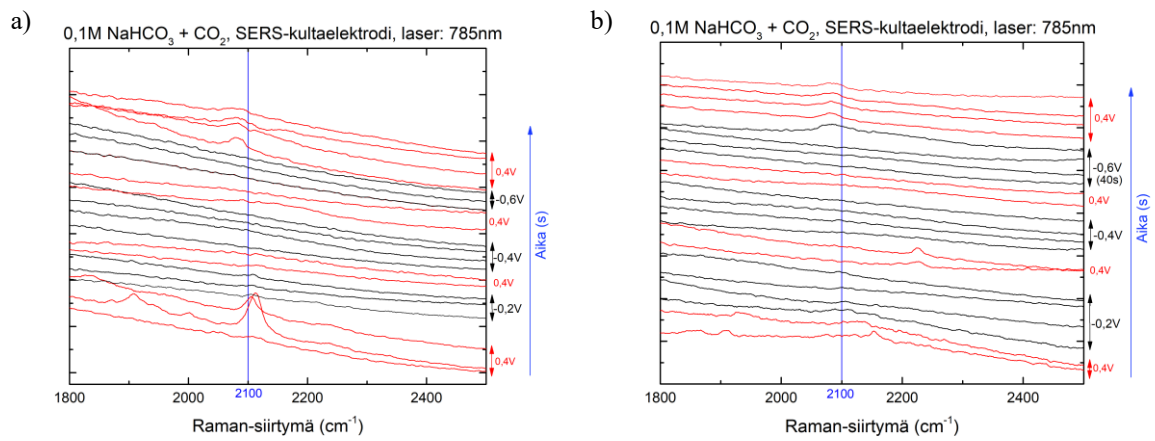 a)
0,1M NaHCO3 + CO2, SERS-kultaelektrodi, laser: 785nm
0,4V
-0,6V
0,4V
-0,4V
0,4V
-0,2V
0,4V
Aika (s)
1800 2000 2100 2200 2400
Raman-siirtymä (cm-1)
b)
0,1M NaHCO3 + CO2, SERS-kultaelektrodi, laser: 785nm
0,4V
-0,6V
(40s)
0,4V
-0,4V
0,4V
-0,2V
0,4V
Aika (s)
1800 2000 2100 2200 2400
Raman-siirtymä (cm-1)